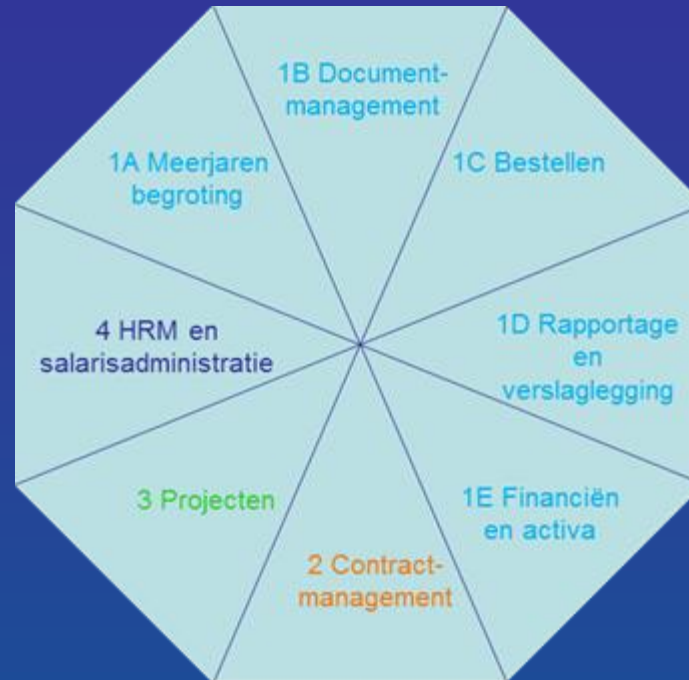 1A Meerjaren
begroting
1B Document-
management
1C Bestellen
1D Rapportage
en
verslaglegging
1E Financiën
en activa
2 Contract-
management
3 Projecten
4 HRM en
salarisadministratie